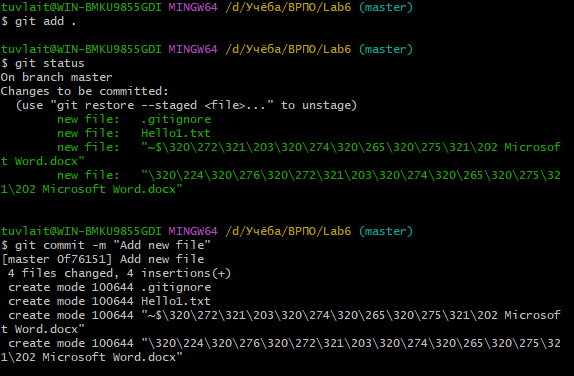 tuvlait@WIN-BMKU9855GDI MINGW64 /d/Учёба/ВРПО/Lab6 (master)
$ git add .
tuvlait@WIN-BMKU9855GDI MINGW64 /d/Учёба/ВРПО/Lab6 (master)
$ git status
On branch master
Changes to be committed:
  (use "git restore --staged <file>..." to unstage)
        new file:   .gitignore
        new file:   Hello1.txt
        new file:   "~$\320\272\321\203\320\274\320\265\320\275\321\202 Microsof
t Word.docx"
        new file:   "\320\224\320\276\320\272\321\203\320\274\320\265\320\275\32
1\202 Microsoft Word.docx"
tuvlait@WIN-BMKU9855GDI MINGW64 /d/Учёба/ВРПО/Lab6 (master)
$ git commit -m "Add new file"
[master 0f76151] Add new file
 4 files changed, 4 insertions(+)
 create mode 100644 .gitignore
 create mode 100644 Hello1.txt
 create mode 100644 "~$\320\272\321\203\320\274\320\265\320\275\321\202 Microsof
t Word.docx"
 create mode 100644 "\320\224\320\276\320\272\321\203\320\274\320\265\320\275\32
1\202 Microsoft Word.docx"